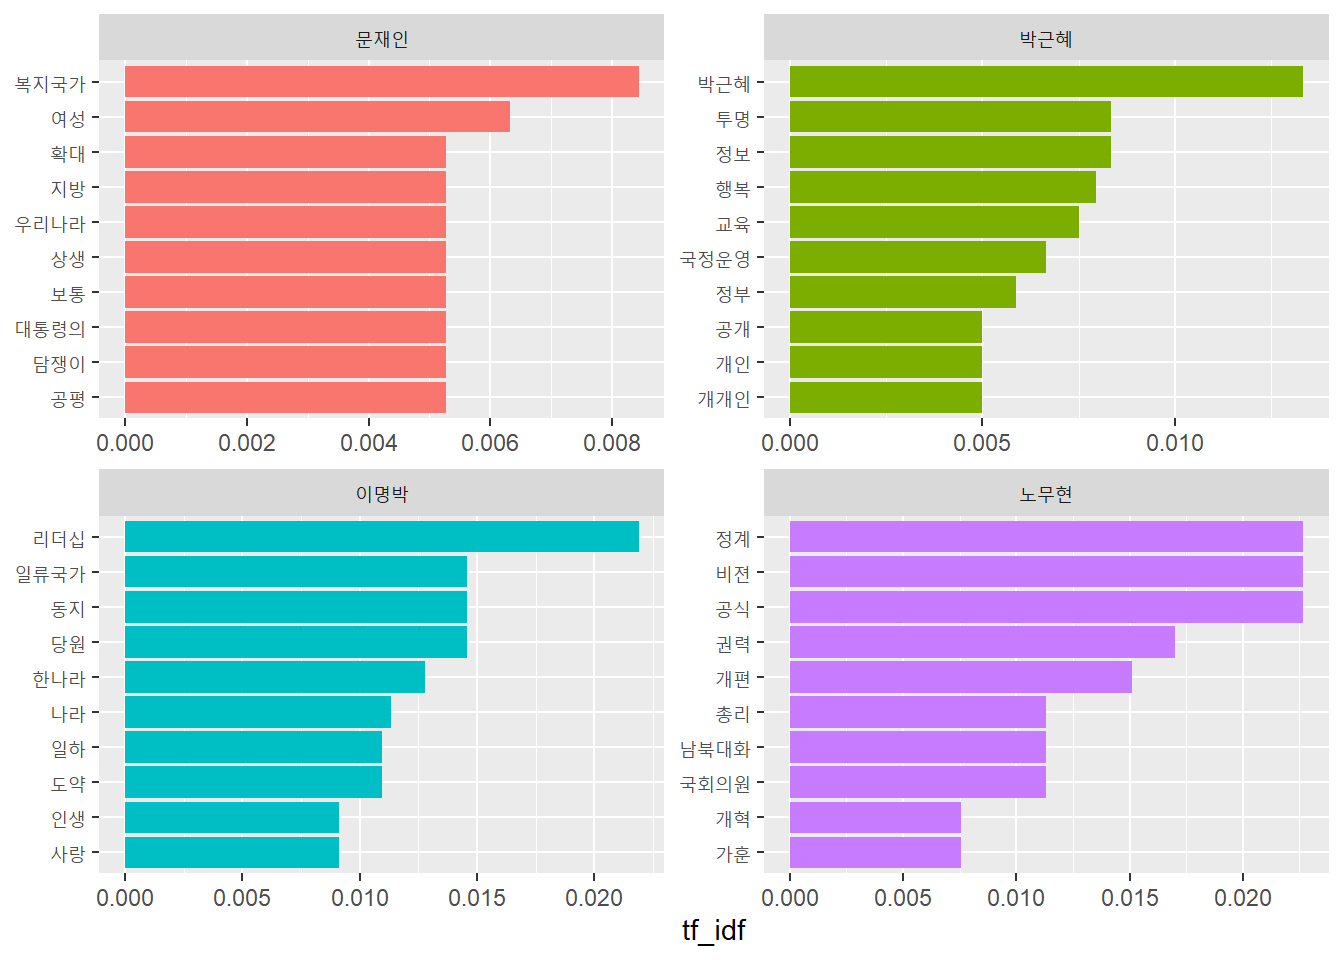 문재인
복지국가
여성
확대
지방
우리나라
상생
보통
대통령의
담쟁이
공평
0.000 0.002 0.004 0.006 0.008
박근혜
박근혜
투명
정보
행복
교육
국정운영
정부
공개
개인
개개인
0.000 0.005 0.010
이명박
리더십
일류국가
동지
당원
한나라
나라
일하
도약
인생
사랑
0.000 0.005 0.010 0.015 0.020
노무현
정계
비젼
공식
권력
개편
총리
남북대화
국회의원
개혁
가훈
0.000 0.005 0.010 0.015 0.020
tf_idf